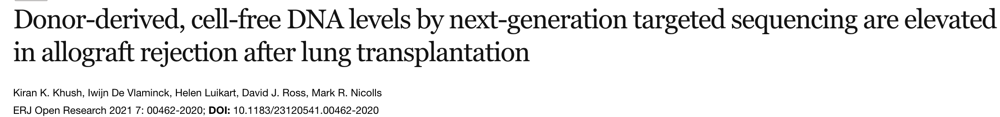 Donor-derived, cell-free DNA levels by next-generation targeted sequencing are elevated
in allograft rejection after lung transplantation
Kiran K. Khush, Iwijn De Vlaminck, Helen Luikart, David J. Ross, Mark R. Nicolls
ERJ Open Research 2021 7: 00462-2020; DOI: 10.1183/23120541.00462-2020